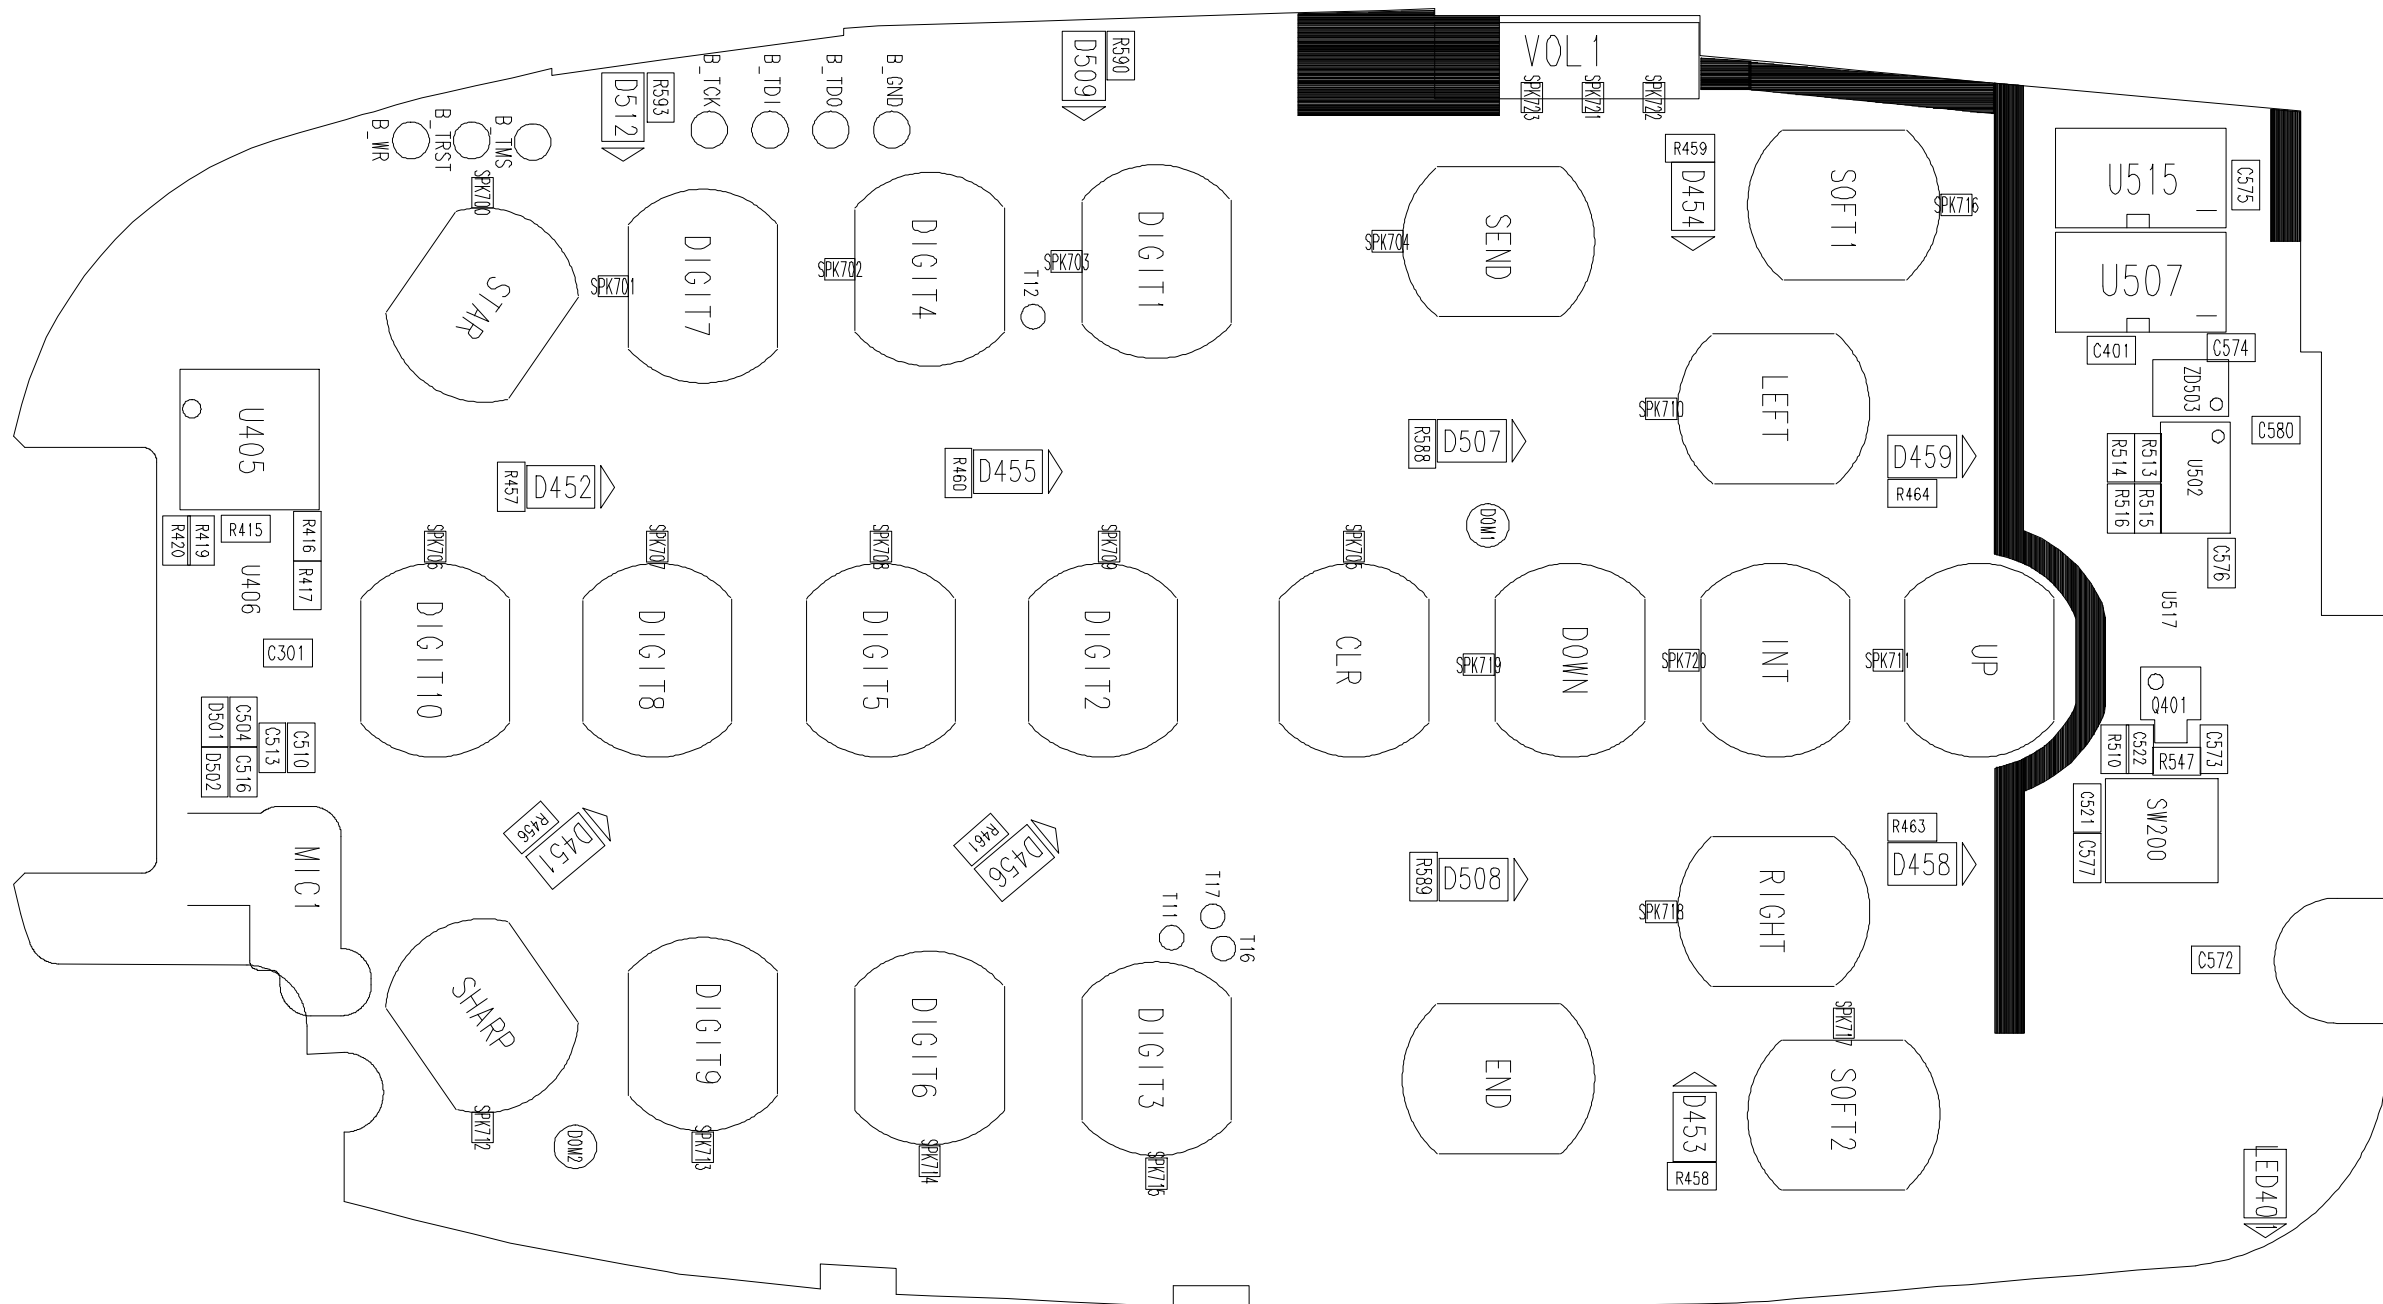 VOL1
D509
R590
B_TCK
B_TDI
B_TDO
B_GND
D512
R593
SPK723
SPK721
SPK722
B_WR
B_TRST
B_TMS
R459
D454
SOFT1
U515
C575
SPK700
SPK716
SPK704
SEND
DIGIT7
DIGIT4
DIGIT1
SPK701
SPK702
SPK703
T12
STAR
U507
C401
C574
ZD503
LEFT
SPK710
U405
R457
D452
R460
D455
R588
D507
D459
R464
C580
R514
R513
U502
R516
R515
R420
R419
R415
R416
R417
U406
SPK706
SPK707
SPK708
SPK709
SPK705
DOM1
C576
U517
C301
DIGIT10
DIGIT8
DIGIT5
DIGIT2
CLR
SPK719
DOWN
SPK720
INT
SPK711
UP
Q401
D501
C504
C513
C510
D502
C516
R510
C522
R547
C573
C521
C577
SW200
R456
D451
R461
D456
R589
D508
R463
D458
MIC1
T17
T11
T16
SPK718
RIGHT
C572
SHARP
DIGIT9
DIGIT6
DIGIT3
END
SPK717
SOFT2
D453
R458
SPK712
DOM2
SPK713
SPK714
SPK715
LED401